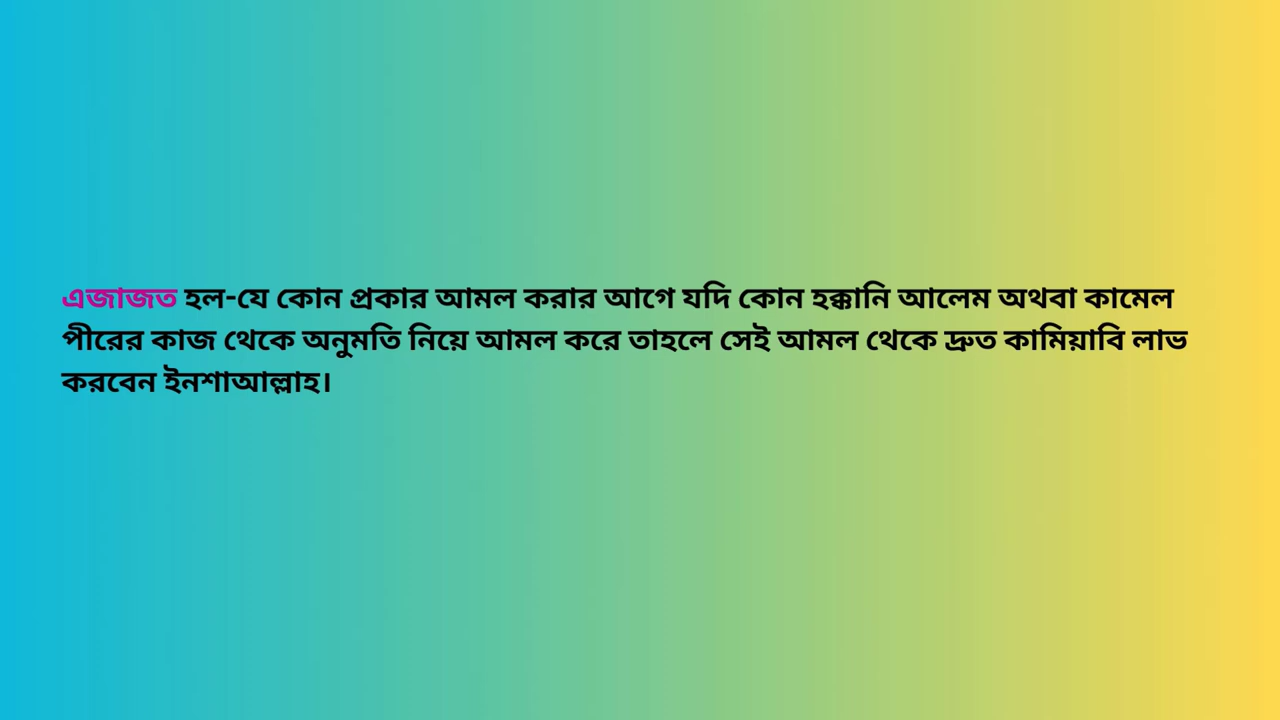 এজাজত হল-যে কোন প্রকার আমল করার আগে যদি কোন হক্কানি আলেম অথবা কামেল
পীরের কাজ থেকে অনুমতি নিয়ে আমল করে তাহলে সেই আমল থেকে দ্রুত কামিয়াবি লাভ
করবেন ইনশাআল্লাহ।